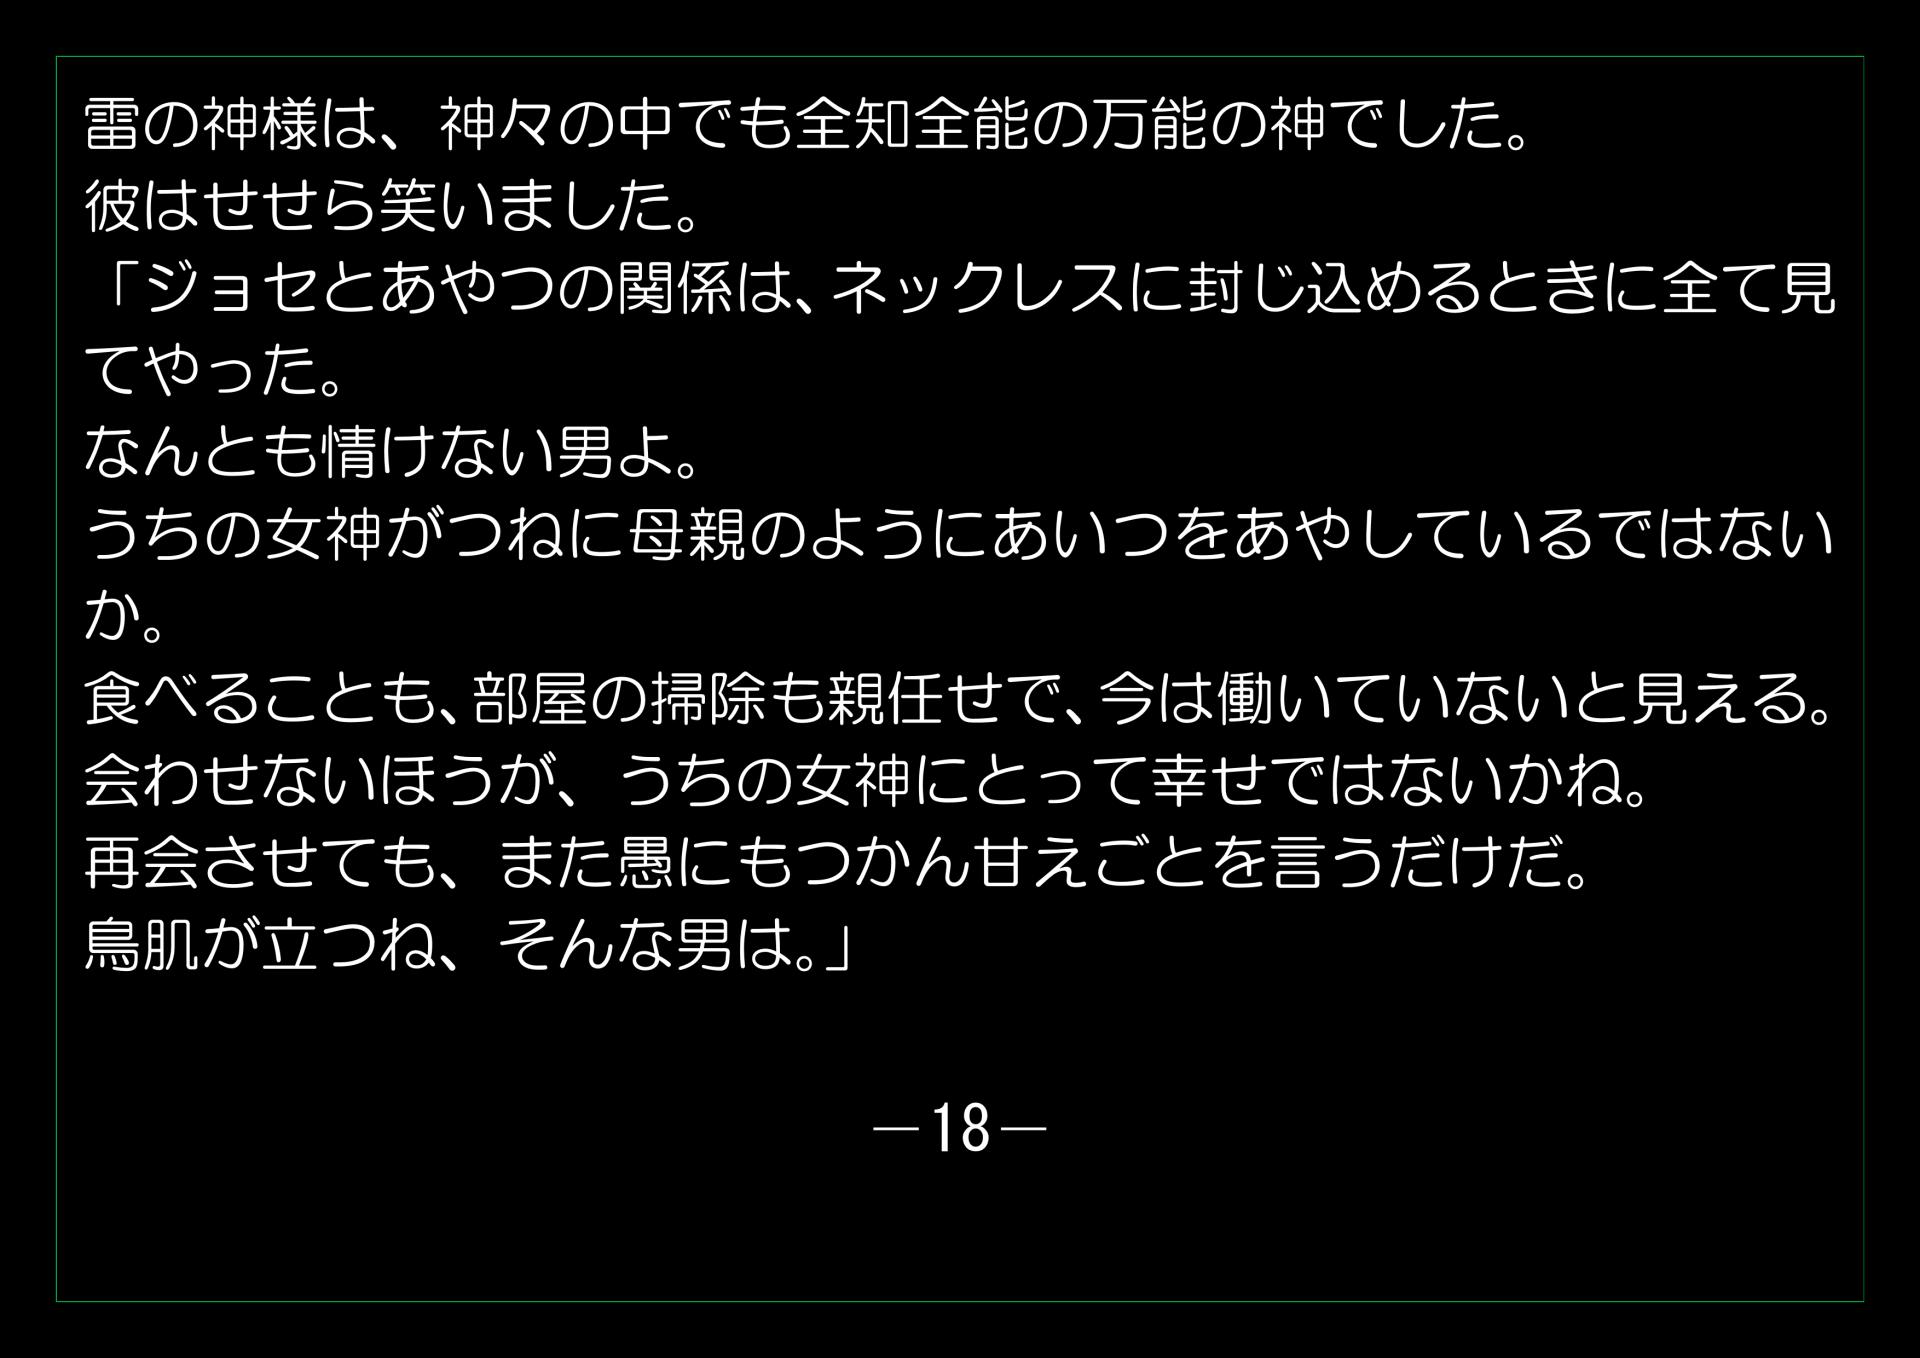 雷の神様は、神々の中でも全知全能の万能の神でした。
彼はせせら笑いました。
「ジョセとあやつの関係は、ネックレスに封じ込めるときに全て見
てやった。
なんとも情けない男よ。
うちの女神がつねに母親のようにあいつをあやしているではない
か。
食べることも、部屋の掃除も親任せで、今は働いていないと見える。
会わせないほうが、うちの女神にとって幸せではないかね。
再会させても、また愚にもつかん甘えごとを言うだけだ。
鳥肌が立つね、そんな男は。」
―18―